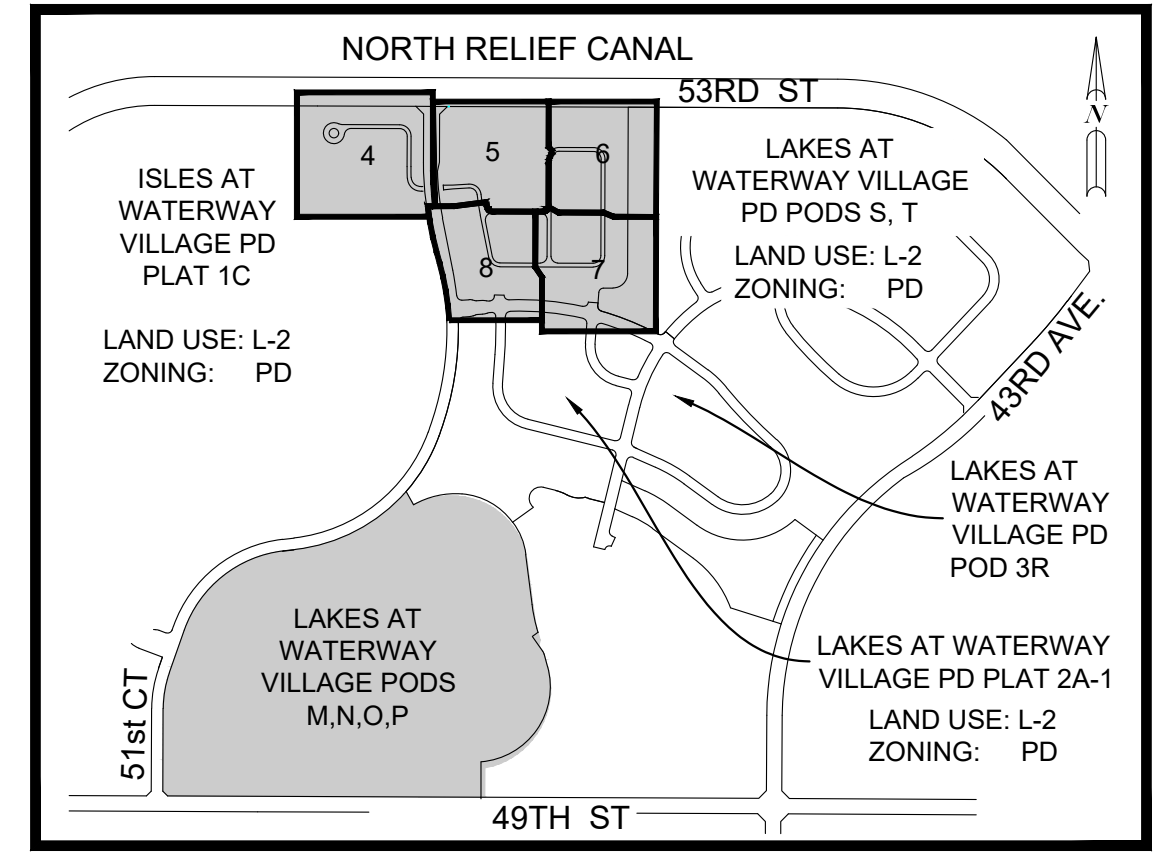 NORTH RELIEF CANAL
53RD ST
N
4
5
6
8
7
ISLES AT
WATERWAY
VILLAGE PD
PLAT 1C
LAND USE: L-2
ZONING: PD
LAKES AT
WATERWAY VILLAGE
PD PODS S, T
LAND USE: L-2
ZONING: PD
43RD AVE.
LAKES AT
WATERWAY
VILLAGE PD
POD 3R
LAKES AT
WATERWAY
VILLAGE PODS
M,N,O,P
LAKES AT WATERWAY
VILLAGE PD PLAT 2A-1
LAND USE: L-2
ZONING: PD
51st CT
49TH ST